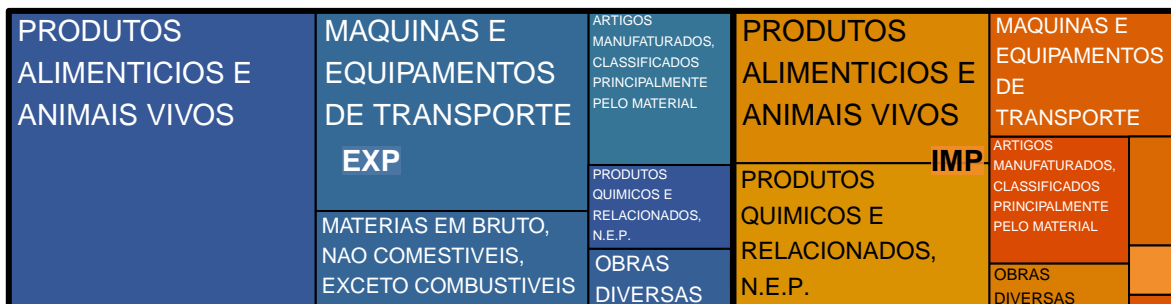 PRODUTOS
ALIMENTICIOS E
ANIMAIS VIVOS
MAQUINAS E
EQUIPAMENTOS
DE TRANSPORTE
EXP
MATERIAS EM BRUTO,
NAO COMESTIVEIS,
EXCETO COMBUSTIVEIS
ARTIGOS
MANUFATURADOS,
CLASSIFICADOS
PRINCIPALMENTE
PELO MATERIAL
PRODUTOS
QUIMICOS E
RELACIONADOS,
N.E.P.
OBRAS
DIVERSAS
PRODUTOS
ALIMENTICIOS E
ANIMAIS VIVOS
IMP
PRODUTOS
QUIMICOS E
RELACIONADOS,
N.E.P.
MAQUINAS E
EQUIPAMENTOS
DE
TRANSPORTE
ARTIGOS
MANUFATURADOS,
CLASSIFICADOS
PRINCIPALMENTE
PELO MATERIAL
OBRAS
DIVERSAS